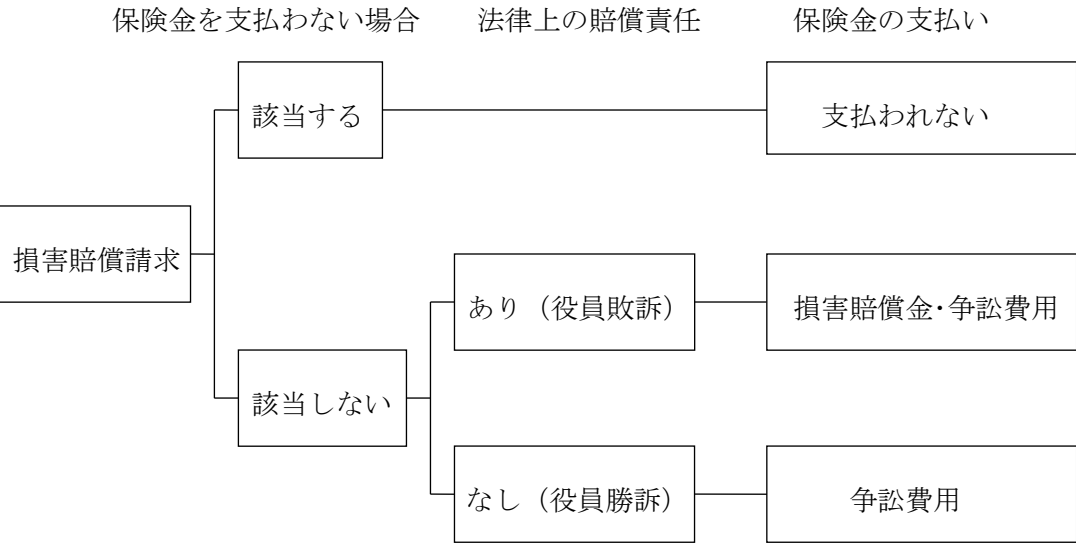 保険金を支払わない場合 法律上の賠償責任 保険金の支払い
該当する 支払われない
損害賠償請求
あり（役員敗訴） 損害賠償金・争訟費用
該当しない
なし（役員勝訴） 争訟費用